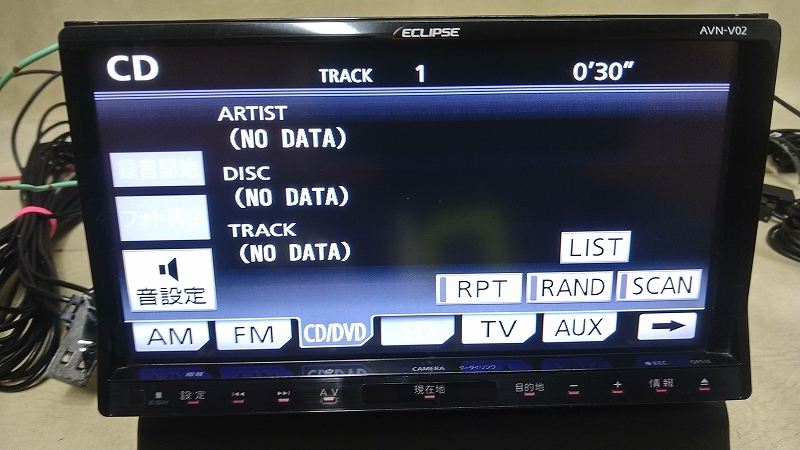 ECLIPSE AVN-V02
CD TRACK 1 0'30"
ARTIST
(NO DATA)
録音開始
DISC
(NO DATA)
フォト再生
TRACK
(NO DATA)
LIST
音設定
RPT RAND SCAN
AM FM CD/DVD TV AUX
CAMERA REC OPEN
設定 AV 現在地 目的地 − + 情報